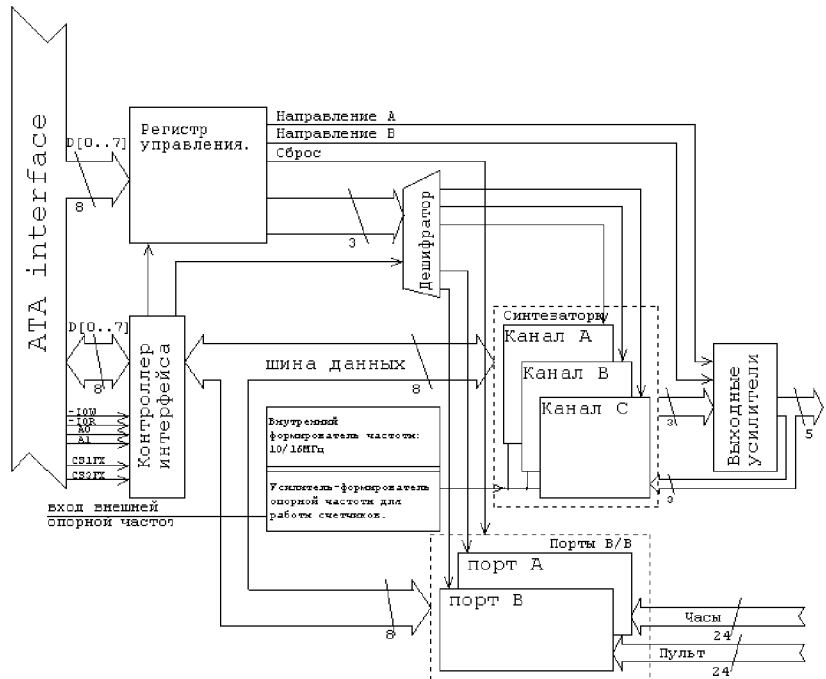 ATA interface
D[0..7]
8
Регистр
управления.
Направление А
Направление В
Сброс
3
Дешифратор
D[0..7]
8
Контроллер
интерфейса
-IOW
-IOR
A0
A1
CS1FX
CS3FX
вход внешней
опорной частот
шина данных
8
Внутренний
формирователь частоты:
10/16МГц
Усилитель-формирователь
опорной частоты для
работы счетчиков.
Синтезаторы
Канал А
Канал В
Канал С
3
3
Выходные
усилители
5
Порты В/В
порт А
порт В
8
Часы
24
Пульт
24